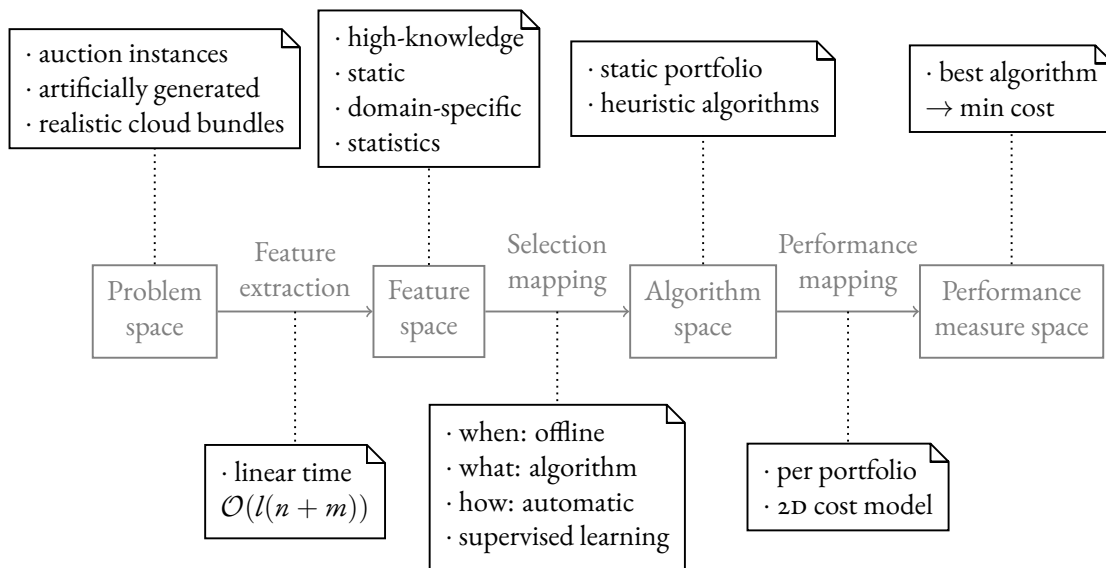 · auction instances
· artificially generated
· realistic cloud bundles
· high-knowledge
· static
· domain-specific
· statistics
· static portfolio
· heuristic algorithms
· best algorithm
→ min cost
Problem
space
Feature
extraction
Feature
space
Selection
mapping
Algorithm
space
Performance
mapping
Performance
measure space
· linear time
𝒪(l(n + m))
· when: offline
· what: algorithm
· how: automatic
· supervised learning
· per portfolio
· 2D cost model